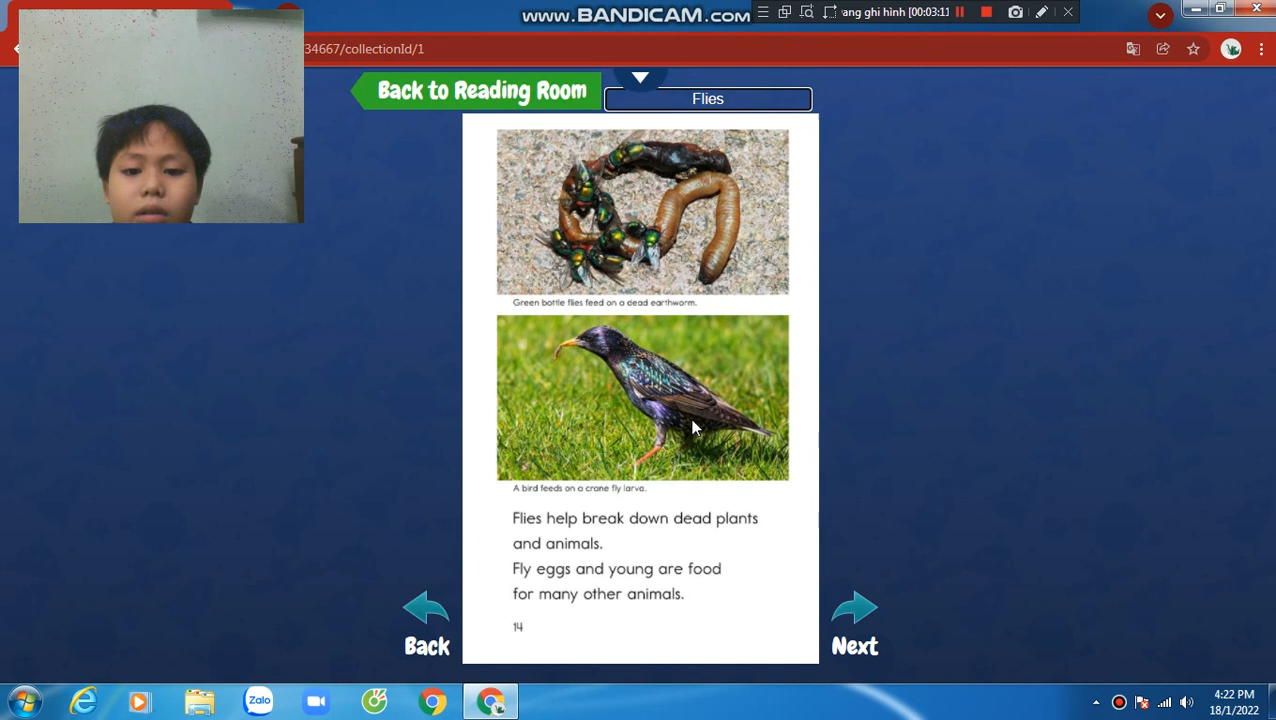 www.BANDICAM.com
ang ghi hình [00:03:11
34667/collectionId/1
Back to Reading Room
Flies
Green bottle flies feed on a dead earthworm.
A bird feeds on a crane fly larva.
Flies help break down dead plants
and animals.
Fly eggs and young are food
for many other animals.
14
Back
Next
Zalo
4:22 PM
18/1/2022